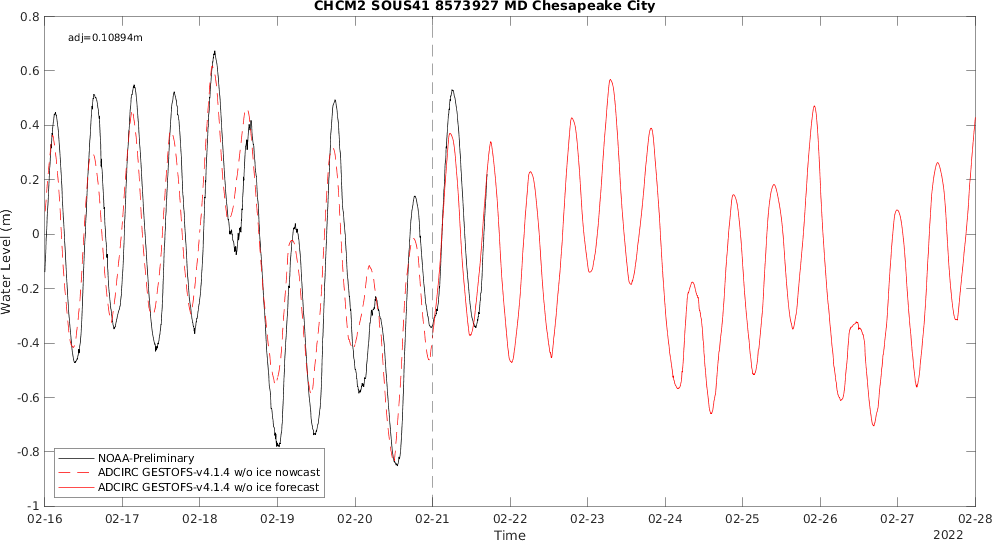 CHCM2 SOUS41 8573927 MD Chesapeake City
adj=0.10894m
0.8
0.6
0.4
0.2
0
-0.2
-0.4
-0.6
-0.8
-1
Water Level (m)
NOAA-Preliminary
ADCIRC GESTOFS-v4.1.4 w/o ice nowcast
ADCIRC GESTOFS-v4.1.4 w/o ice forecast
02-16 02-17 02-18 02-19 02-20 02-21 02-22 02-23 02-24 02-25 02-26 02-27 02-28
Time
2022